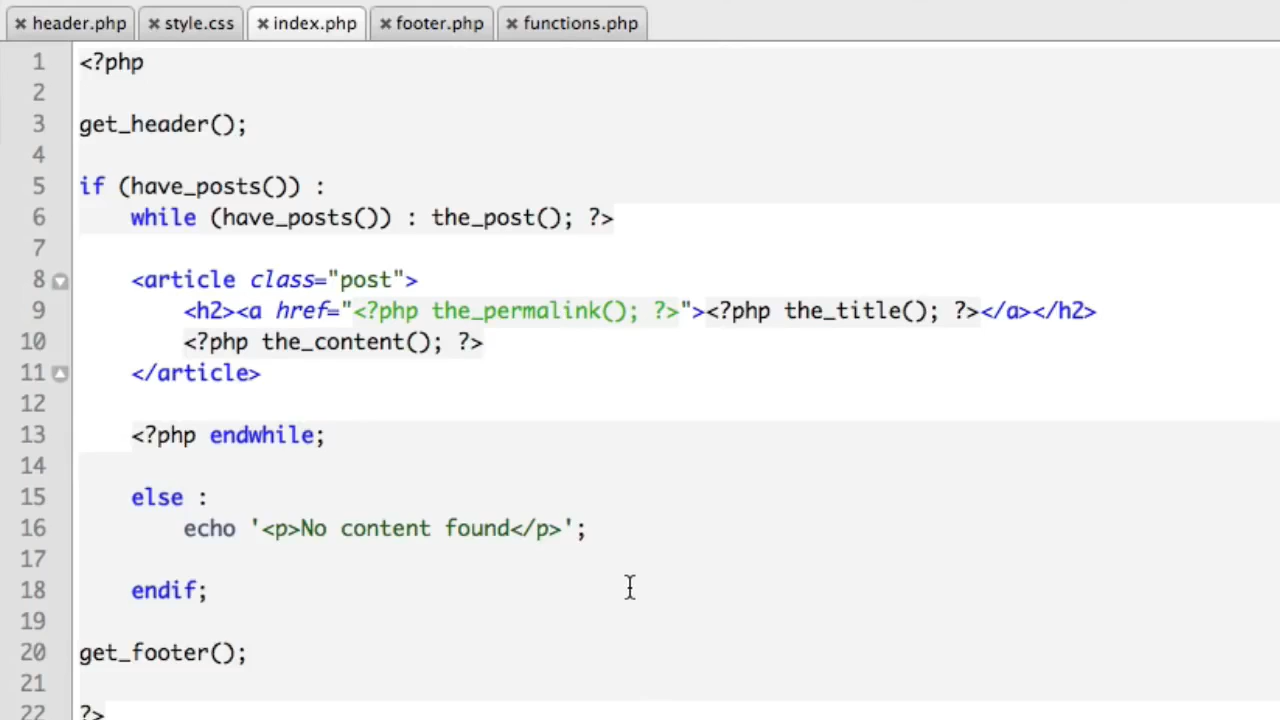 header.php style.css index.php footer.php functions.php
1 <?php
2
3 get_header();
4
5 if (have_posts()) :
6 while (have_posts()) : the_post(); ?>
7
8 <article class="post">
9 <h2><a href="<?php the_permalink(); ?>"><?php the_title(); ?></a></h2>
10 <?php the_content(); ?>
11 </article>
12
13 <?php endwhile;
14
15 else :
16 echo '<p>No content found</p>';
17
18 endif;
19
20 get_footer();
21
22 ?>